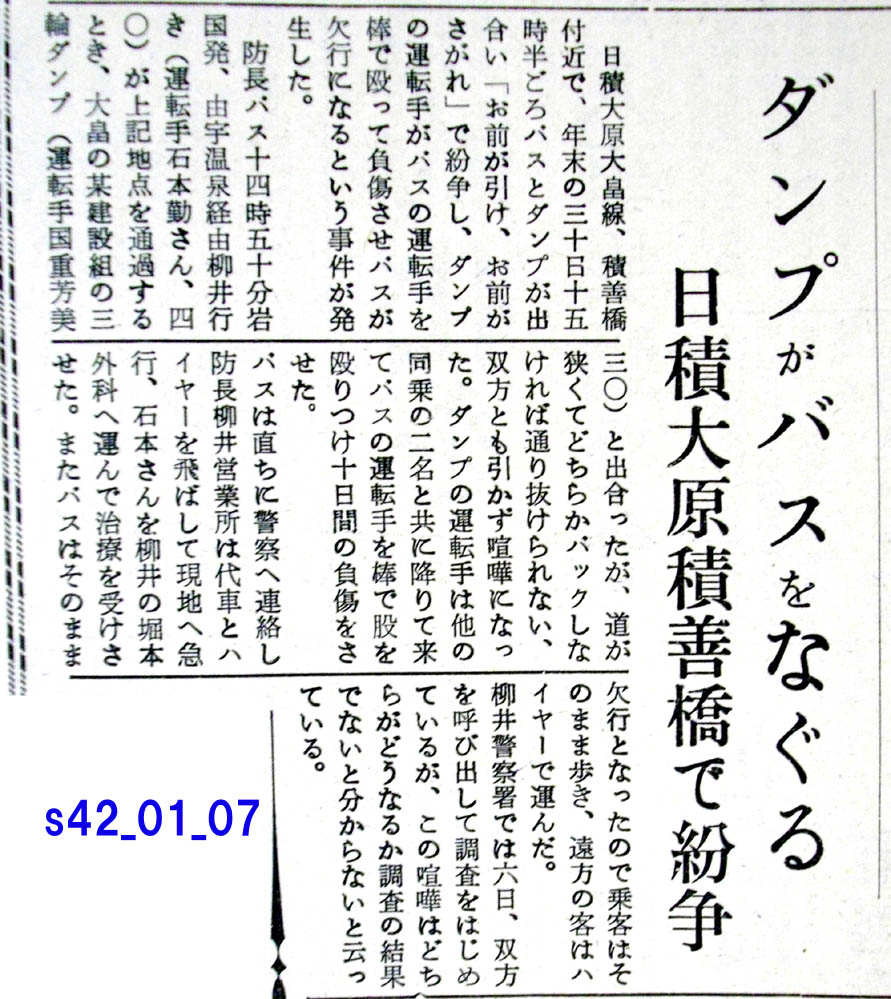 ダンプがバスをなぐる
日積大原積善橋で紛争
日積大原大畠線、積善橋
付近で、年末の三十日十五
時半ごろバスとダンプが出
合い「お前が引け、お前が
さがれ」で紛争し、ダンプ
の運転手がバスの運転手を
棒で殴って負傷させバスが
欠行になるという事件が発
生した。
防長バス十四時五十分岩
国発、由宇温泉経由柳井行
き（運転手石本勤さん、四
〇）が上記地点を通過する
とき、大畠の某建設組の三
輪ダンプ（運転手国重芳美
三〇）と出合ったが、道が
狭くてどちらかバックしな
ければ通り抜けられない、
双方とも引かず喧嘩になっ
た。ダンプの運転手は他の
同乗の二名と共に降りて来
てバスの運転手を棒で股を
殴りつけ十日間の負傷をさ
せた。
バスは直ちに警察へ連絡し
防長柳井営業所は代車とハ
イヤーを飛ばして現地へ急
行、石本さんを柳井の堀本
外科へ運んで治療を受けさ
せた。またバスはそのまま
欠行となったので乗客はそ
のまま歩き、遠方の客はハ
イヤーで運んだ。
柳井警察署では六日、双方
を呼び出して調査をはじめ
ているが、この喧嘩はどち
らがどうなるか調査の結果
でないと分からないと云っ
ている。
s42_01_07